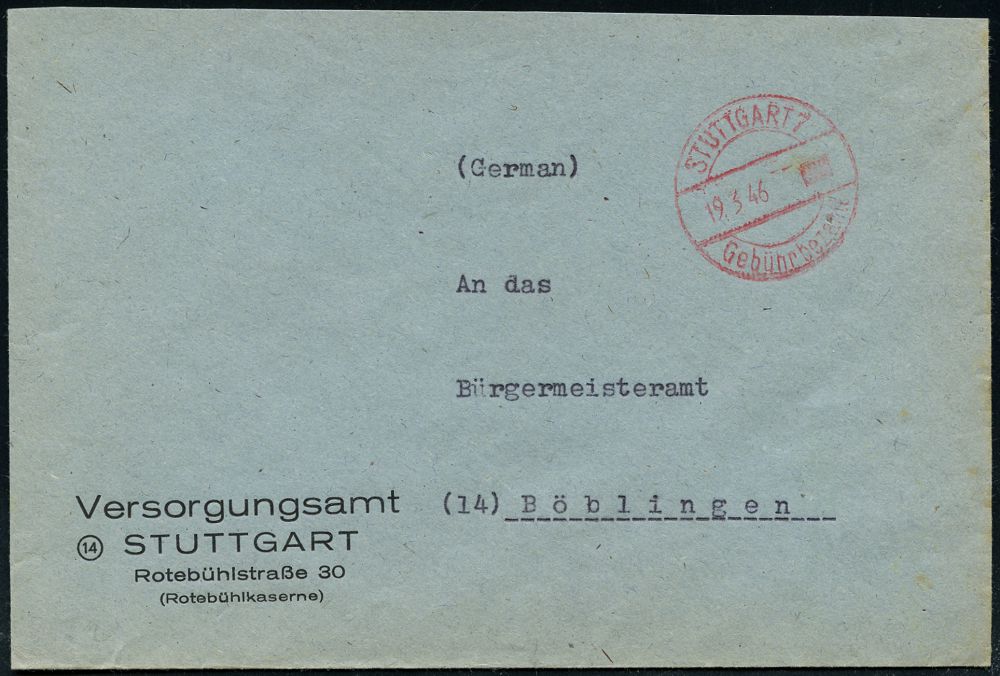 STUTTGART 7
19.3.46
Gebühr bezahlt
(German)
An das
Bürgermeisteramt
(14) Böblingen
Versorgungsamt
14 STUTTGART
Rotebühlstraße 30
(Rotebühlkaserne)